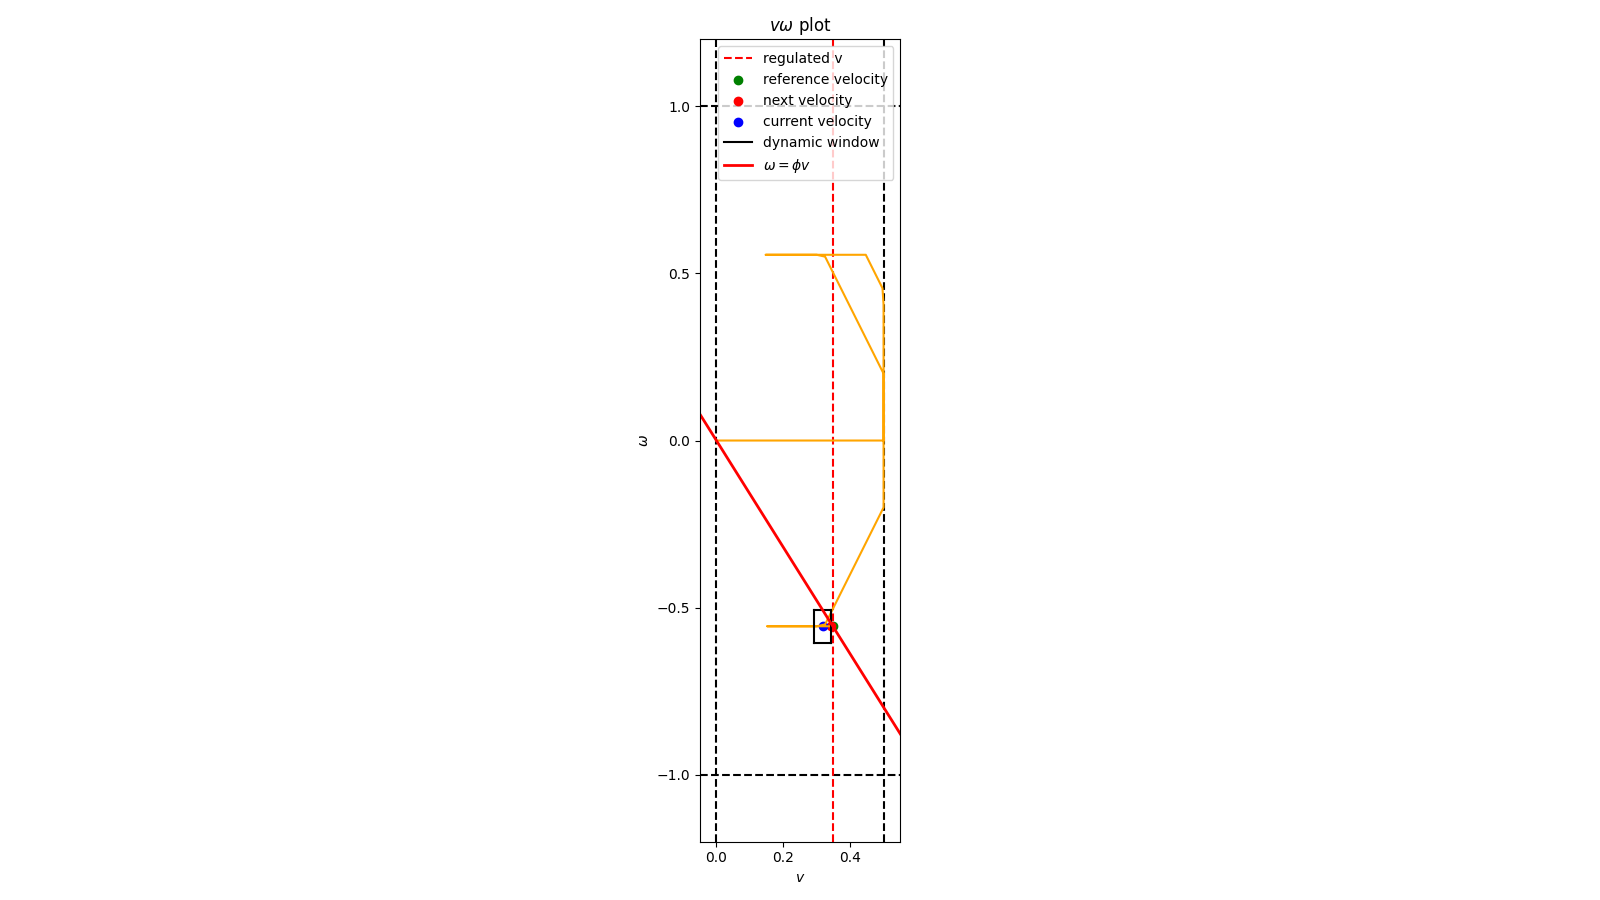 vω plot
regulated v
reference velocity
next velocity
current velocity
dynamic window
ω = ϕv
1.0
0.5
0.0
−0.5
−1.0
ω
0.0 0.2 0.4
v